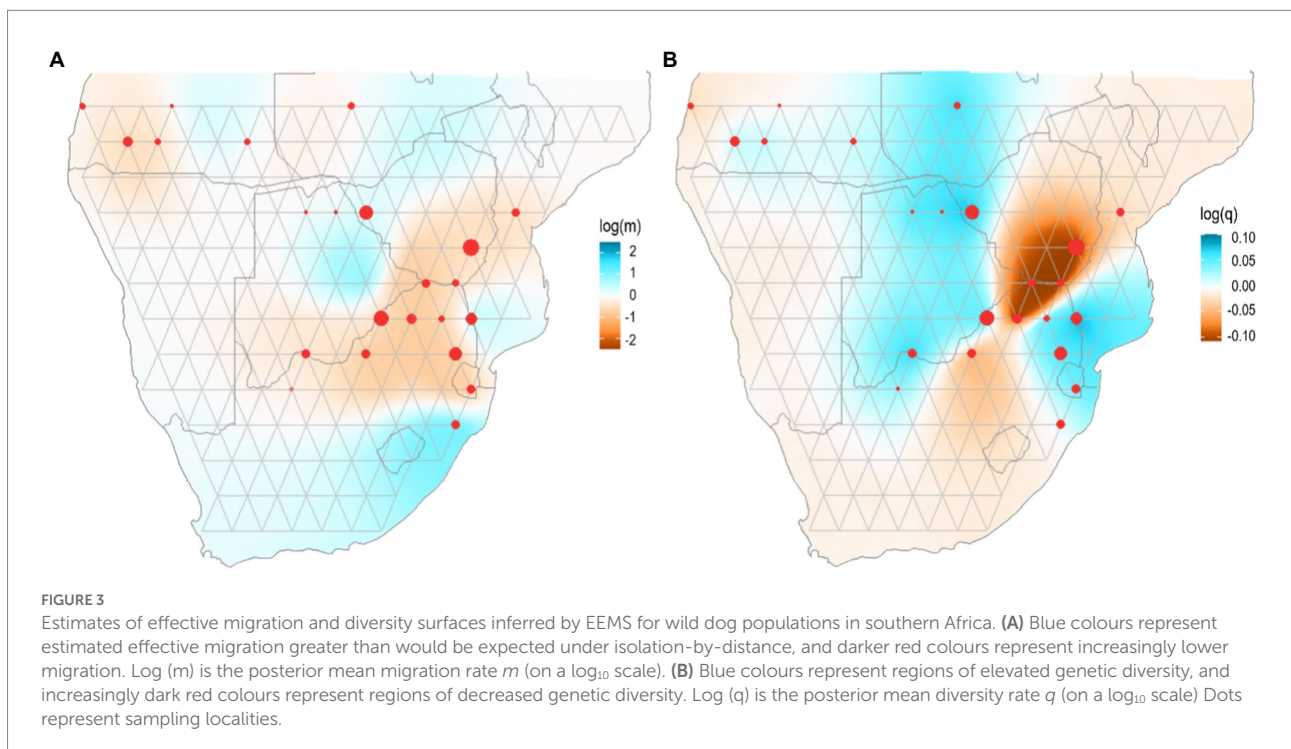 A
B
log(m)
2
1
0
-1
-2
log(q)
0.10
0.05
0.00
-0.05
-0.10
FIGURE 3
Estimates of effective migration and diversity surfaces inferred by EEMS for wild dog populations in southern Africa. (A) Blue colours represent
estimated effective migration greater than would be expected under isolation-by-distance, and darker red colours represent increasingly lower
migration. Log (m) is the posterior mean migration rate m (on a log₁₀ scale). (B) Blue colours represent regions of elevated genetic diversity, and
increasingly dark red colours represent regions of decreased genetic diversity. Log (q) is the posterior mean diversity rate q (on a log₁₀ scale) Dots
represent sampling localities.